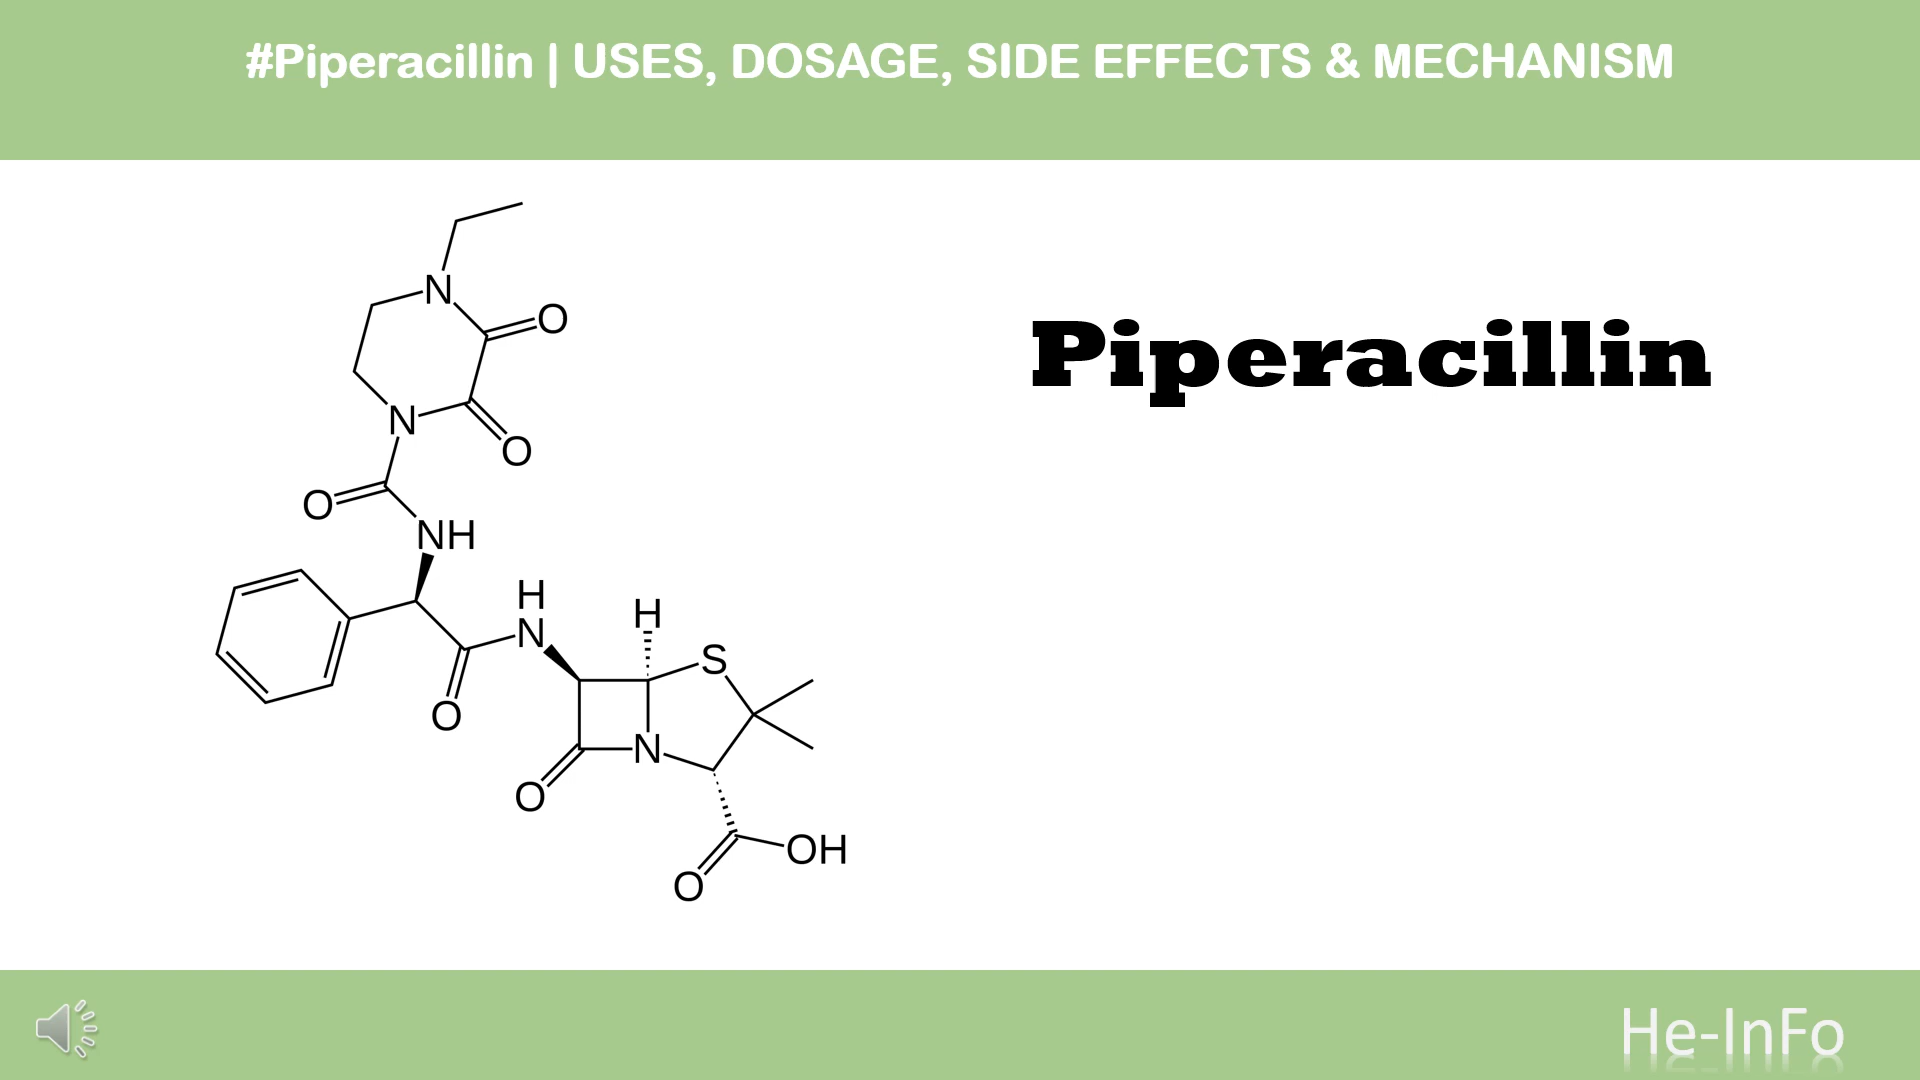 #Piperacillin | USES, DOSAGE, SIDE EFFECTS & MECHANISM
Piperacillin
N
O
N
O
O
NH
H
N
H
S
O
N
O
OH
O
He-InFo